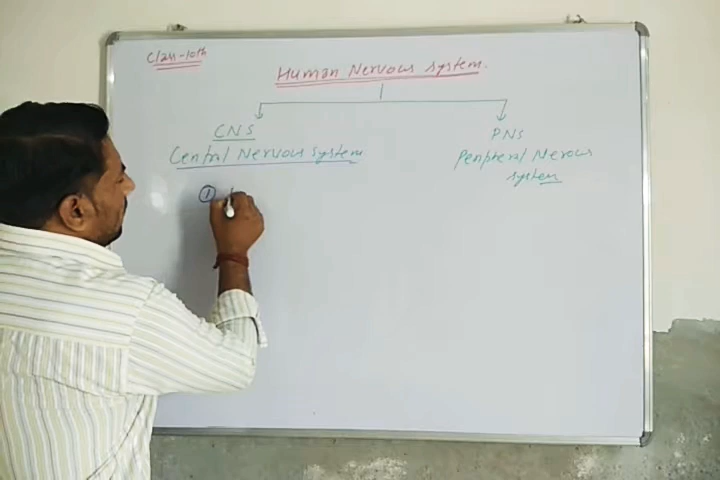 Class-10th
Human Nervous system.
CNS
Central Nervous system
PNS
Peripheral Nervous
system
①